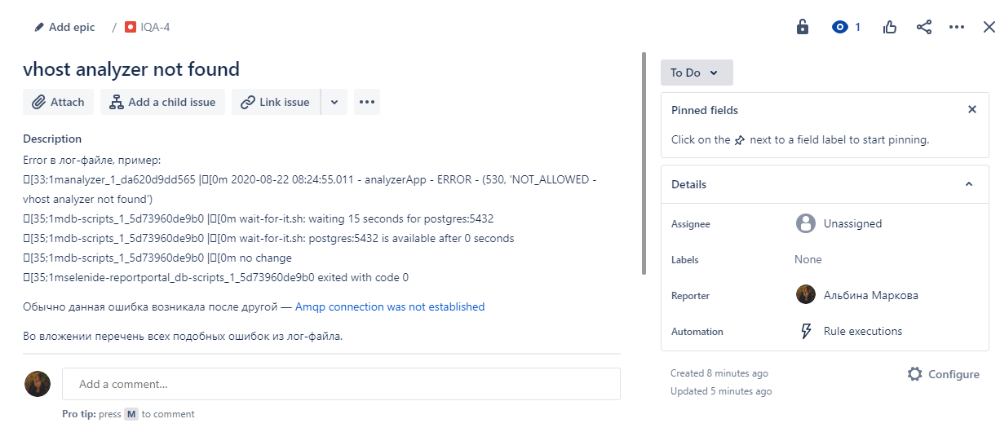 Add epic / IQA-4
1
vhost analyzer not found
Attach Add a child issue Link issue
Description
Error в лог-файле, пример:
[33;1manalyzer_1_da620d9dd565 |[0m 2020-08-22 08:24:55,011 - analyzerApp - ERROR - (530, 'NOT_ALLOWED -
vhost analyzer not found')
[35;1mdb-scripts_1_5d73960de9b0 |[0m wait-for-it.sh: waiting 15 seconds for postgres:5432
[35;1mdb-scripts_1_5d73960de9b0 |[0m wait-for-it.sh: postgres:5432 is available after 0 seconds
[35;1mdb-scripts_1_5d73960de9b0 |[0m no change
[35;1mselenide-reportportal_db-scripts_1_5d73960de9b0 exited with code 0
Обычно данная ошибка возникала после другой — Amqp connection was not established
Во вложении перечень всех подобных ошибок из лог-файла.
Add a comment...
Pro tip: press M to comment
To Do
Pinned fields
Click on the next to a field label to start pinning.
Details
Assignee Unassigned
Labels None
Reporter Альбина Маркова
Automation Rule executions
Created 8 minutes ago
Configure
Updated 5 minutes ago